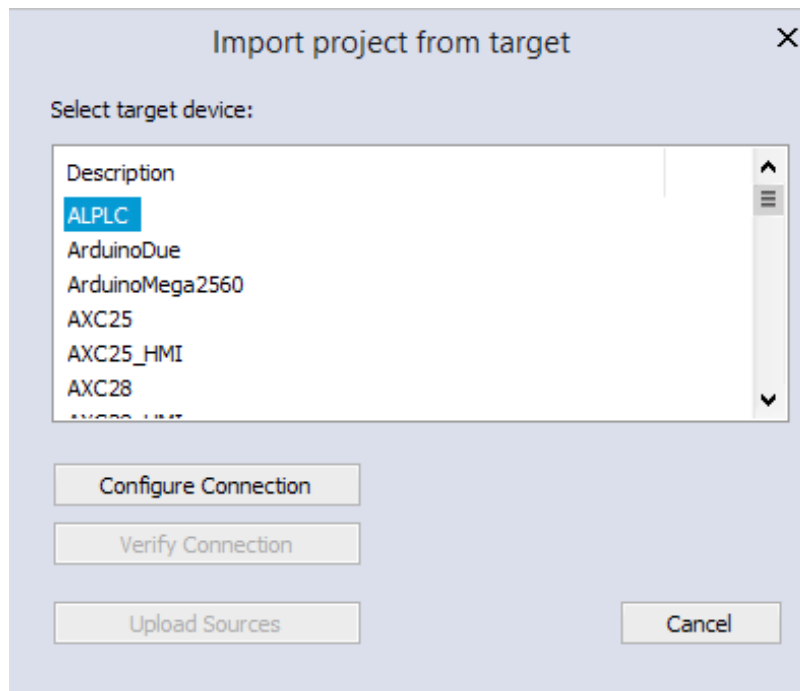 Import project from target
Select target device:
Description
ALPLC
ArduinoDue
ArduinoMega2560
AXC25
AXC25_HMI
AXC28
Configure Connection
Verify Connection
Upload Sources
Cancel